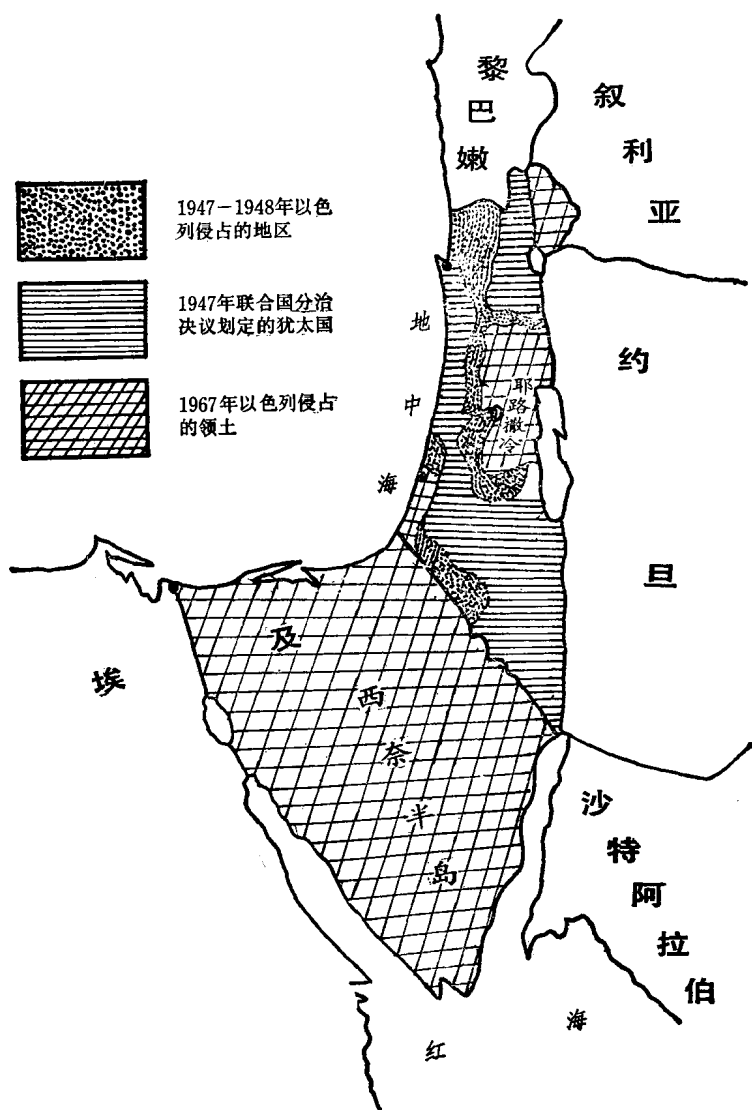 黎巴嫩
叙利亚
1947－1948年以色
列侵占的地区
1947年联合国分治
决议划定的犹太国
1967年以色列侵占
的领土
地中海
约旦
耶路撒冷
埃及
西奈半岛
沙特阿拉伯
红海